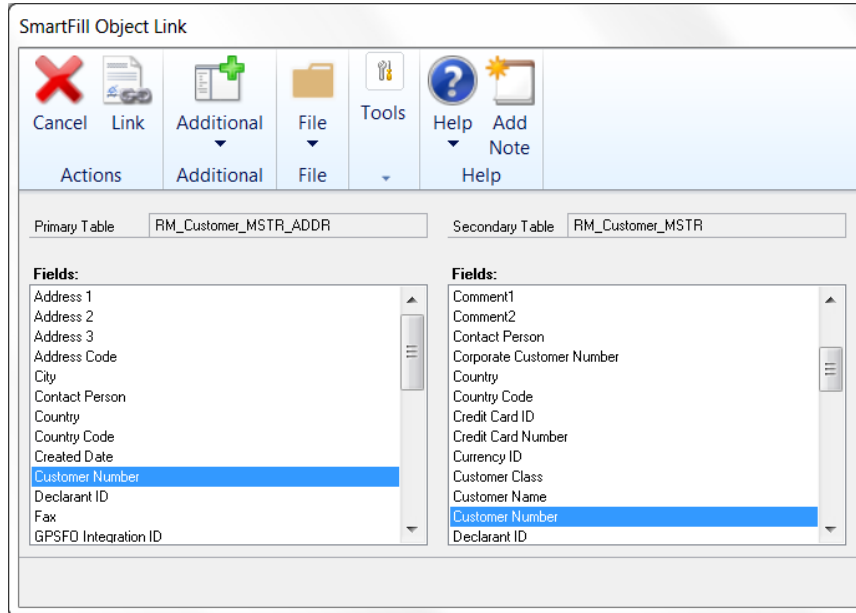 SmartFill Object Link
Cancel
Link
Additional
File
Tools
Help
Add
Note
Actions
Additional
File
Help
Primary Table
RM_Customer_MSTR_ADDR
Secondary Table
RM_Customer_MSTR
Fields:
Address 1
Address 2
Address 3
Address Code
City
Contact Person
Country
Country Code
Created Date
Customer Number
Declarant ID
Fax
GPSFO Integration ID
Fields:
Comment1
Comment2
Contact Person
Corporate Customer Number
Country
Country Code
Credit Card ID
Credit Card Number
Currency ID
Customer Class
Customer Name
Customer Number
Declarant ID